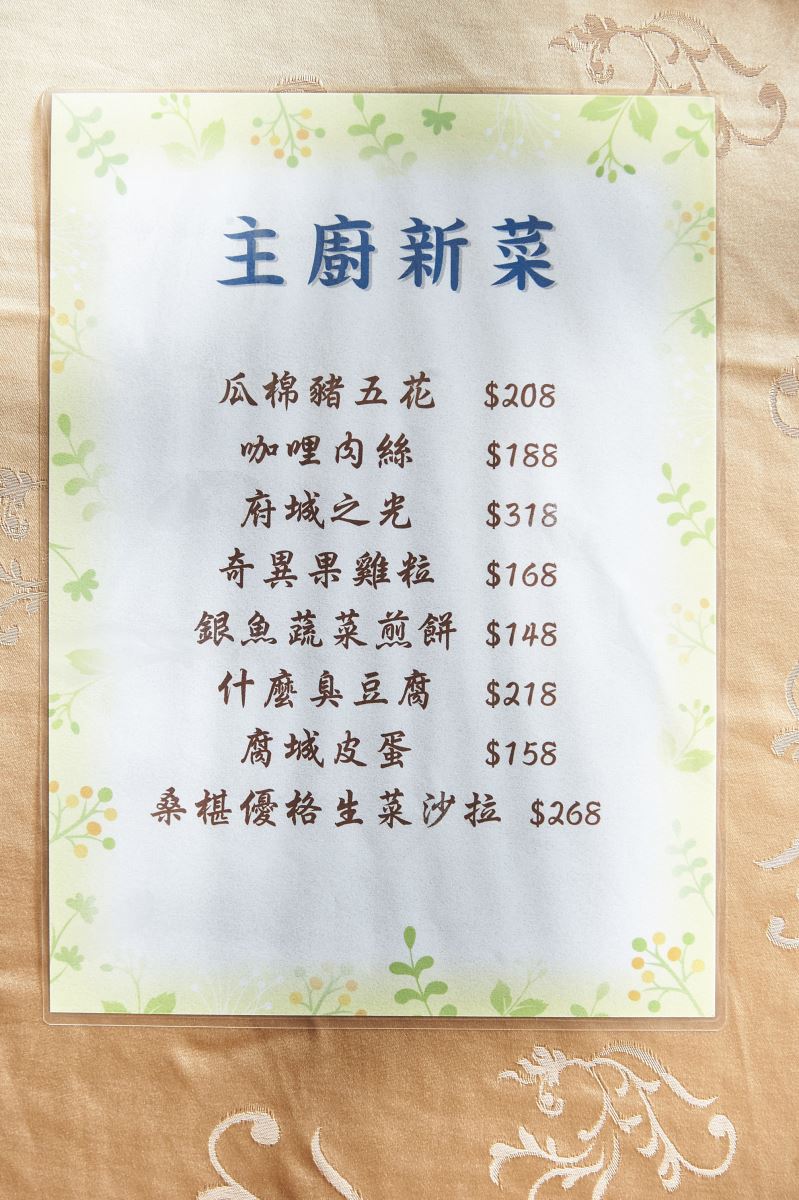 主廚新菜
瓜棉豬五花 $208
咖哩肉絲 $188
府城之光 $318
奇異果雞粒 $168
銀魚蔬菜煎餅 $148
什麼臭豆腐 $218
腐城皮蛋 $158
桑椹優格生菜沙拉 $268